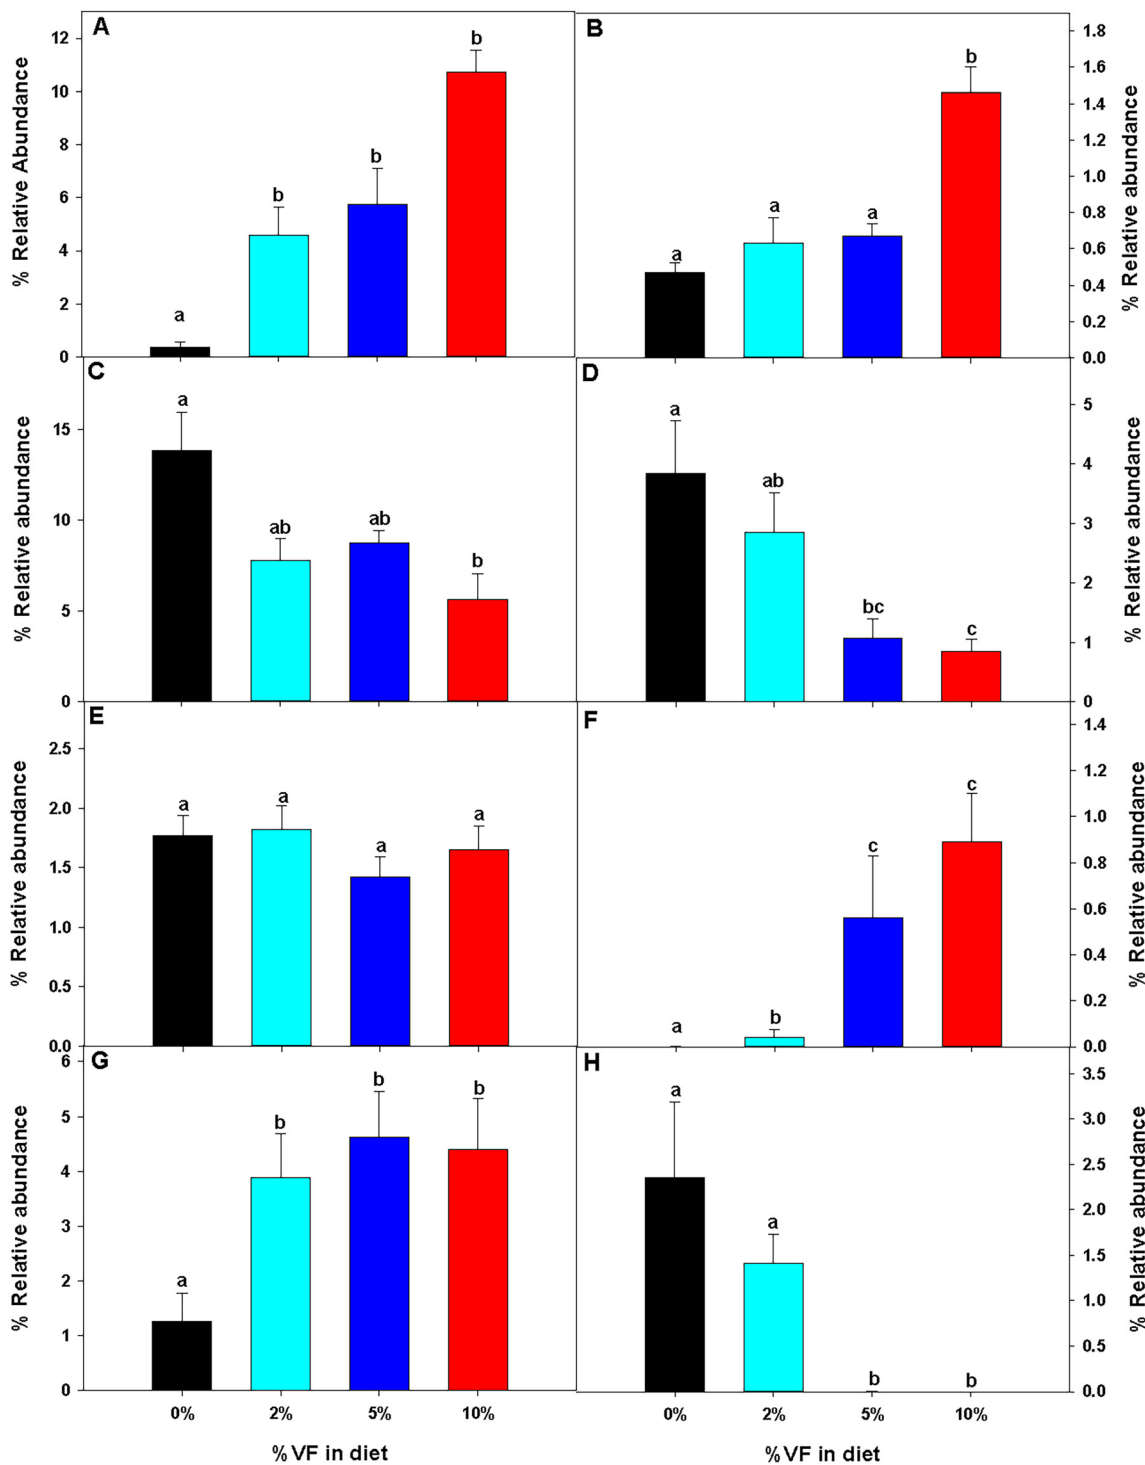 A
% Relative Abundance
12
10
8
6
4
2
0
a
b
b
b
B
% Relative abundance
1.8
1.6
1.4
1.2
1.0
0.8
0.6
0.4
0.2
0.0
a
a
a
b
C
% Relative abundance
15
10
5
0
a
ab
ab
b
D
% Relative abundance
5
4
3
2
1
0
a
ab
bc
c
E
% Relative abundance
2.5
2.0
1.5
1.0
0.5
0.0
a
a
a
a
F
% Relative abundance
1.4
1.2
1.0
0.8
0.6
0.4
0.2
0.0
a
b
c
c
G
% Relative abundance
6
5
4
3
2
1
0
a
b
b
b
0% 2% 5% 10%
% VF in diet
H
% Relative abundance
3.5
3.0
2.5
2.0
1.5
1.0
0.5
0.0
a
a
b
b
0% 2% 5% 10%
% VF in diet